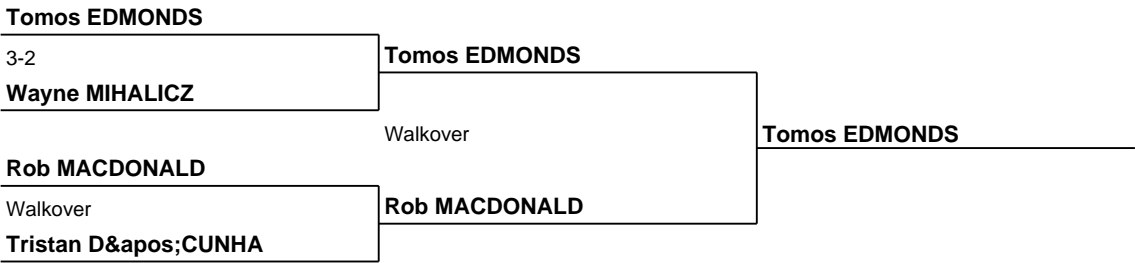 Tomos EDMONDS
3-2
Tomos EDMONDS
Wayne MIHALICZ
Walkover
Tomos EDMONDS
Rob MACDONALD
Walkover
Rob MACDONALD
Tristan D&apos;CUNHA